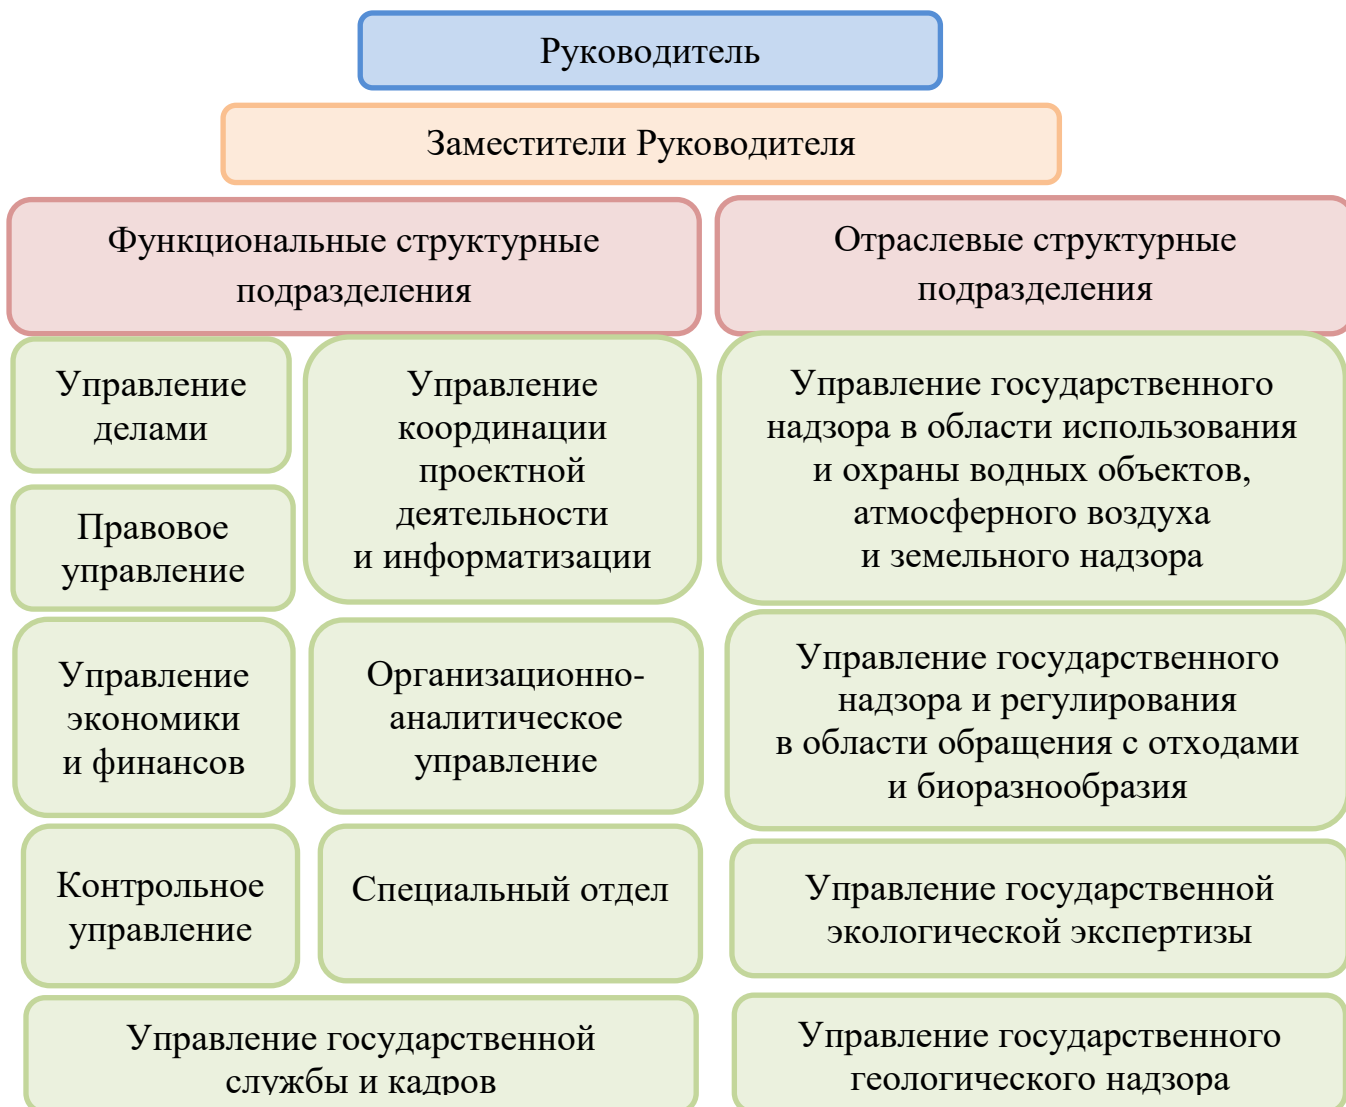 Руководитель
Заместители Руководителя
Функциональные структурные
подразделения
Управление
делами
Правовое
управление
Управление
экономики
и финансов
Контрольное
управление
Управление
координации
проектной
деятельности
и информатизации
Организационно-
аналитическое
управление
Специальный отдел
Управление государственной
службы и кадров
Отраслевые структурные
подразделения
Управление государственного
надзора в области использования
и охраны водных объектов,
атмосферного воздуха
и земельного надзора
Управление государственного
надзора и регулирования
в области обращения с отходами
и биоразнообразия
Управление государственной
экологической экспертизы
Управление государственного
геологического надзора